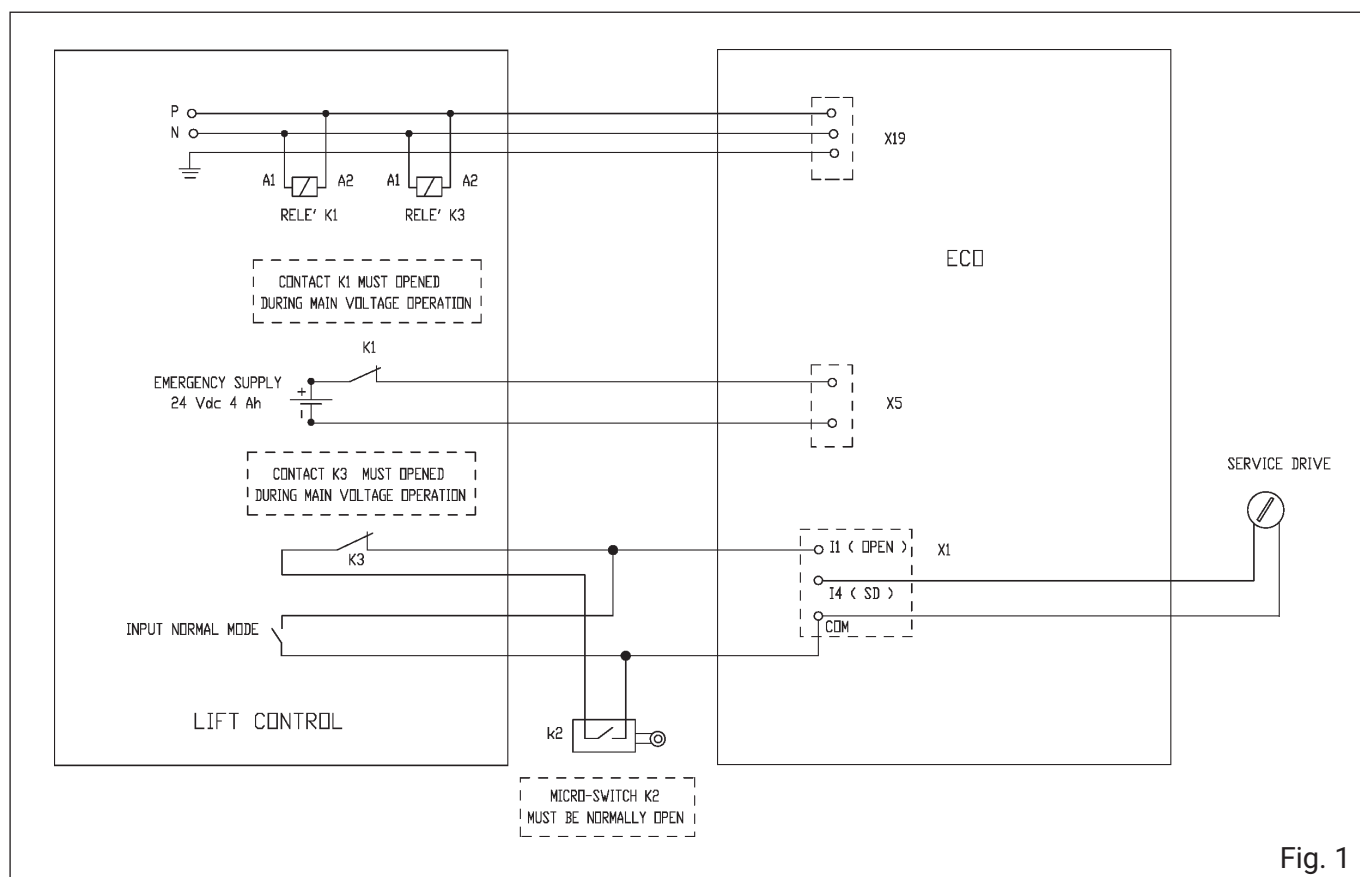 P
N
X19
A1
A2
A1
A2
RELE' K1
RELE' K3
ECO
CONTACT K1 MUST OPENED
DURING MAIN VOLTAGE OPERATION
K1
EMERGENCY SUPPLY
24 Vdc 4 Ah
+
X5
CONTACT K3 MUST OPENED
DURING MAIN VOLTAGE OPERATION
SERVICE DRIVE
K3
I1 ( OPEN )
X1
I4 ( SD )
COM
INPUT NORMAL MODE
LIFT CONTROL
k2
MICRO-SWITCH K2
MUST BE NORMALLY OPEN
Fig. 1